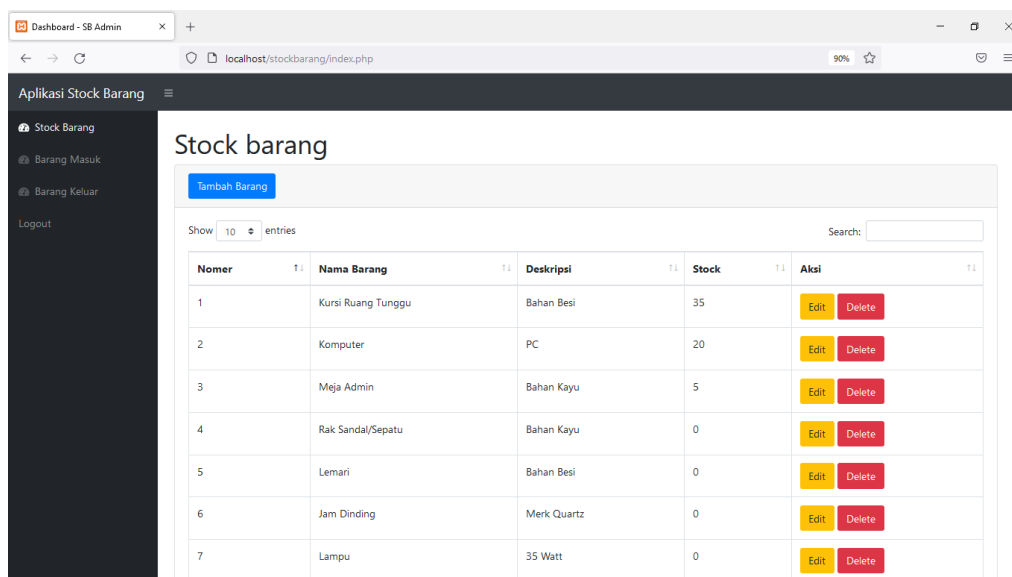 Dashboard - SB Admin
localhost/stockbarang/index.php 90%
Aplikasi Stock Barang
Stock Barang
Barang Masuk
Barang Keluar
Logout
Stock barang
Tambah Barang
Show 10 entries Search:
Nomer Nama Barang Deskripsi Stock Aksi
1 Kursi Ruang Tunggu Bahan Besi 35 Edit Delete
2 Komputer PC 20 Edit Delete
3 Meja Admin Bahan Kayu 5 Edit Delete
4 Rak Sandal/Sepatu Bahan Kayu 0 Edit Delete
5 Lemari Bahan Besi 0 Edit Delete
6 Jam Dinding Merk Quartz 0 Edit Delete
7 Lampu 35 Watt 0 Edit Delete